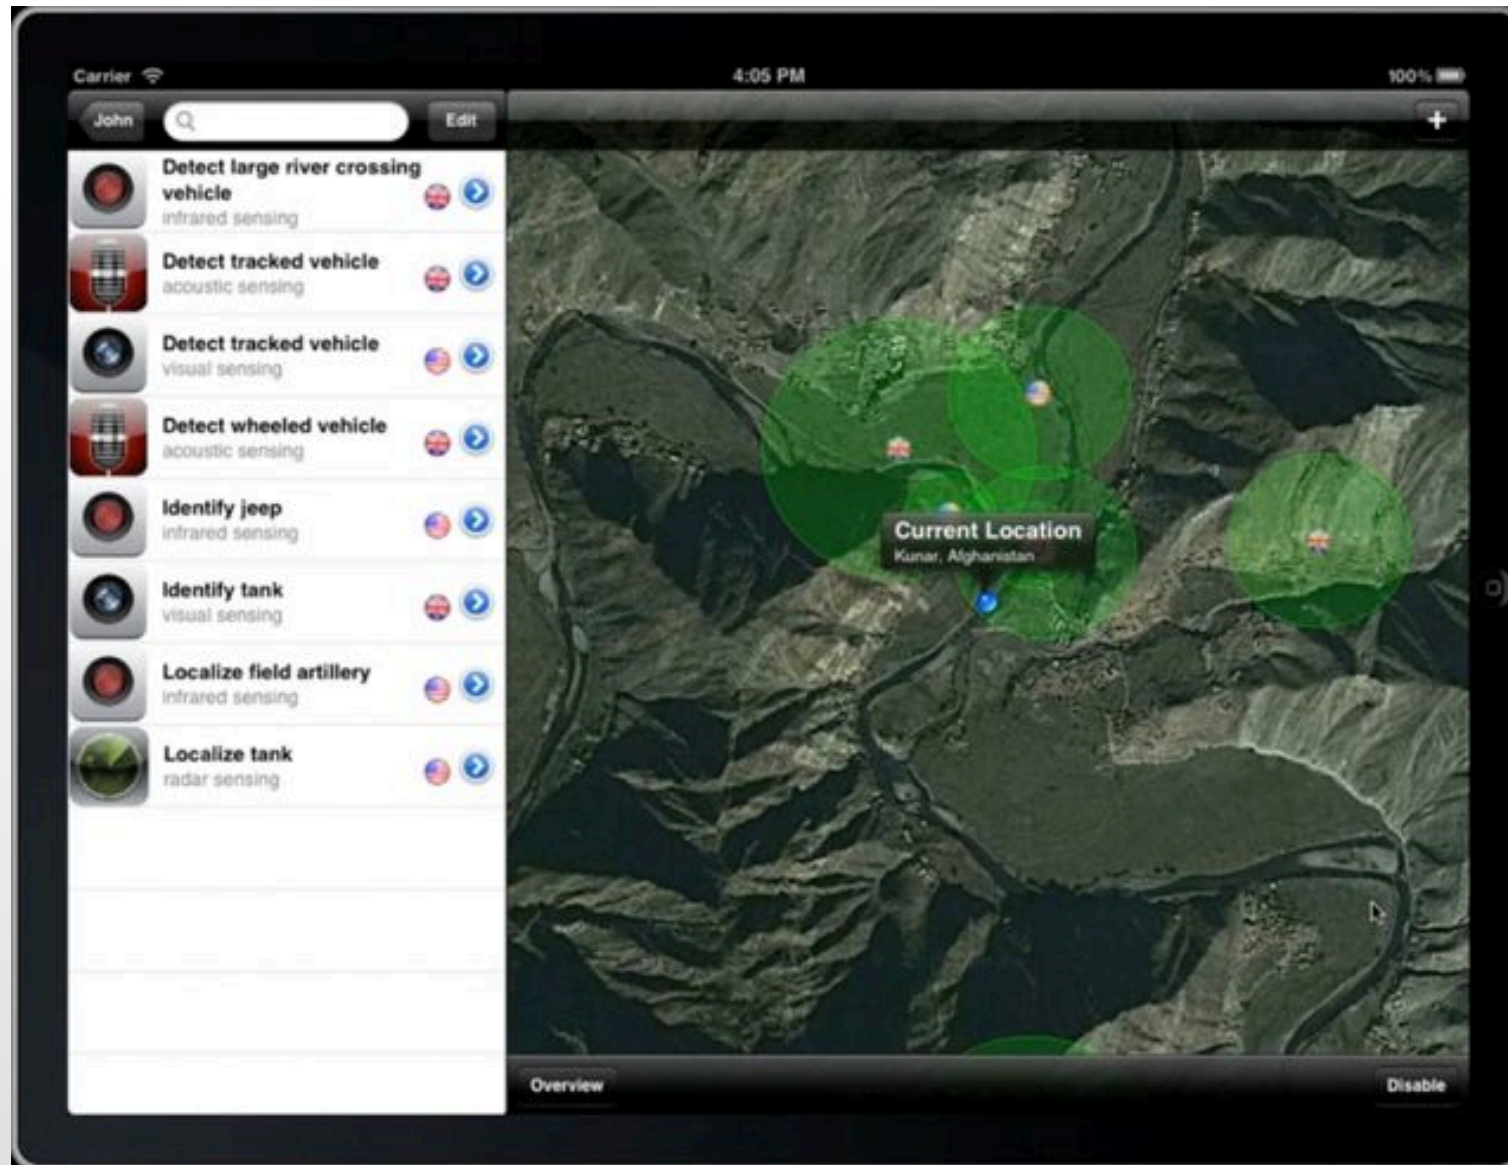 Carrier
4:05 PM
100%
John
Edit
+
Detect large river crossing
vehicle
infrared sensing
Detect tracked vehicle
acoustic sensing
Detect tracked vehicle
visual sensing
Detect wheeled vehicle
acoustic sensing
Identify jeep
infrared sensing
Identify tank
visual sensing
Localize field artillery
infrared sensing
Localize tank
radar sensing
Current Location
Kunar, Afghanistan
Overview
Disable